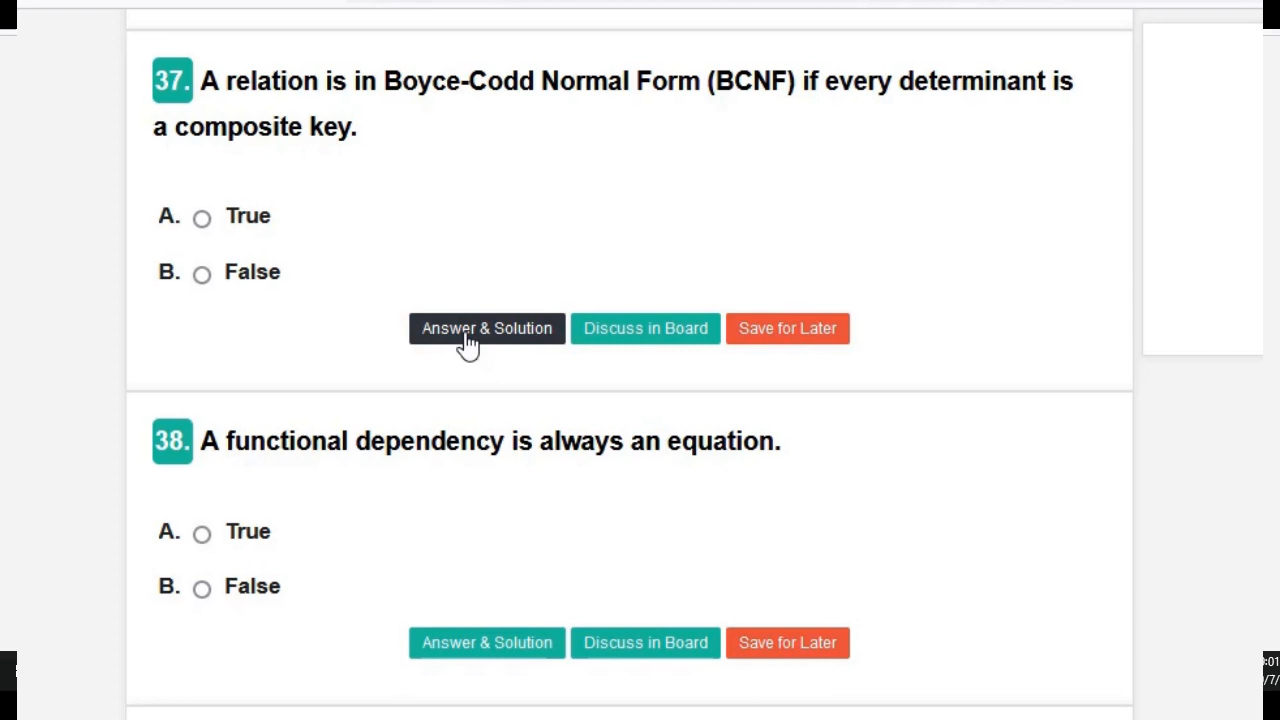 37. A relation is in Boyce-Codd Normal Form (BCNF) if every determinant is
a composite key.
A. True
B. False
Answer & Solution Discuss in Board Save for Later
38. A functional dependency is always an equation.
A. True
B. False
Answer & Solution Discuss in Board Save for Later
:01
/7/